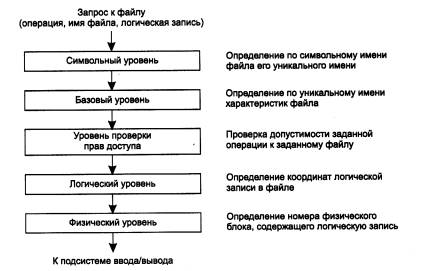 Запрос к файлу
(операция, имя файла, логическая запись)
Символьный уровень
Определение по символьному имени
файла его уникального имени
Базовый уровень
Определение по уникальному имени
характеристик файла
Уровень проверки
прав доступа
Проверка допустимости заданной
операции к заданному файлу
Логический уровень
Определение координат логической
записи в файле
Физический уровень
Определение номера физического
блока, содержащего логическую запись
К подсистеме ввода/вывода